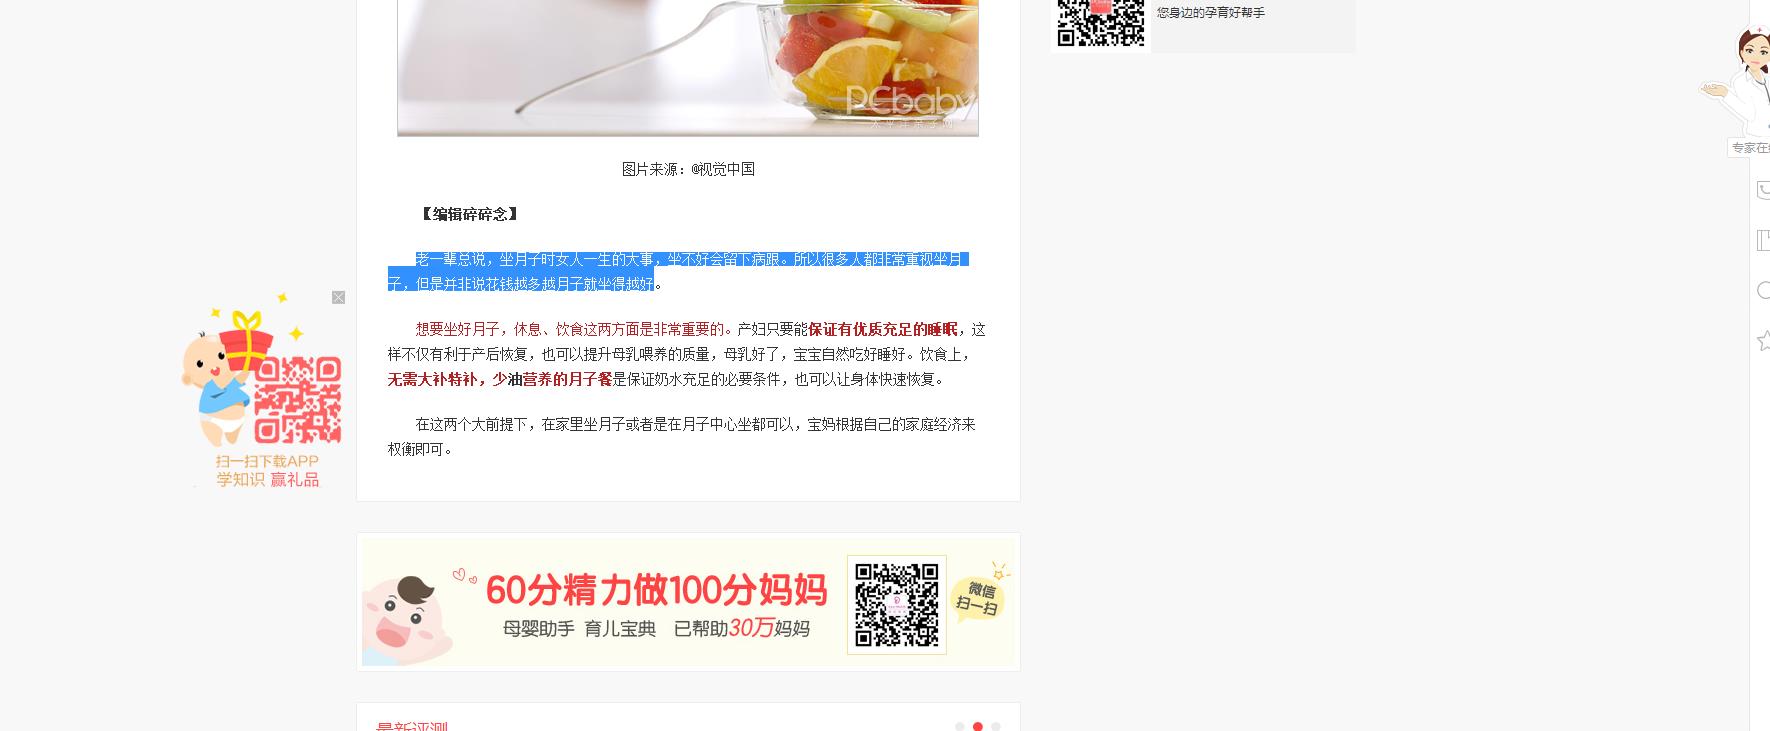 您身边的孕育好帮手
PCbaby
太平洋亲子网
专家在
图片来源：@视觉中国
【编辑碎碎念】
老一辈总说，坐月子时女人一生的大事，坐不好会留下病跟。所以很多人都非常重视坐月
子，但是并非说花钱越多越月子就坐得越好。
想要坐好月子，休息、饮食这两方面是非常重要的。产妇只要能保证有优质充足的睡眠，这
样不仅有利于产后恢复，也可以提升母乳喂养的质量，母乳好了，宝宝自然吃好睡好。饮食上，
无需大补特补，少油营养的月子餐是保证奶水充足的必要条件，也可以让身体快速恢复。
在这两个大前提下，在家里坐月子或者是在月子中心坐都可以，宝妈根据自己的家庭经济来
权衡即可。
扫一扫下载APP
学知识 赢礼品
60分精力做100分妈妈
母婴助手 育儿宝典 已帮助30万妈妈
微信
扫一扫
最新评测